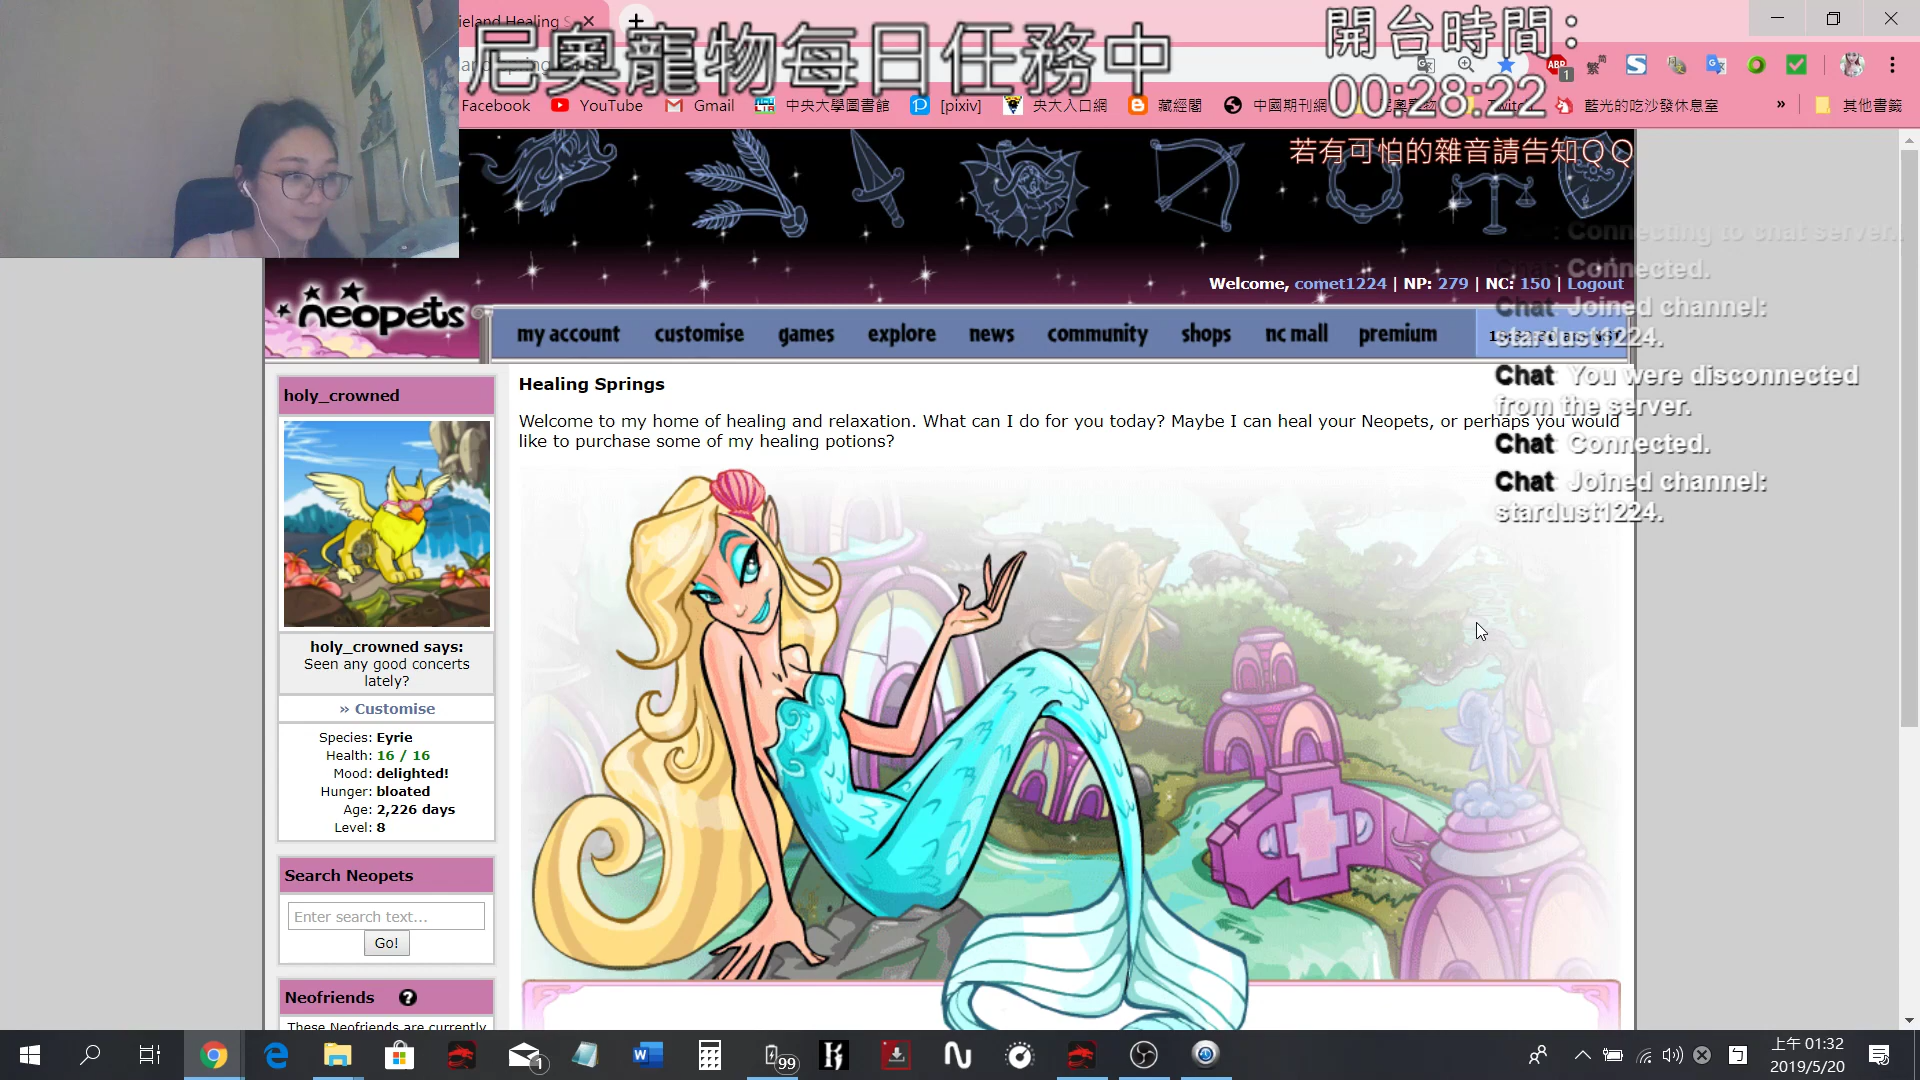 ieland Healing S
尼奧寵物每日任務中
開台時間：
00:28:22
ABP
1
Facebook
YouTube
Gmail
中央大學圖書館
[pixiv]
央大入口網
藏經閣
中國期刊網
Twitch
藍光的吃沙發休息室
»
其他書籤
若有可怕的雜音請告知QQ
Connecting to chat server..
Connected.
Chat: Joined channel:
stardust1224.
Chat: You were disconnected
from the server.
Chat: Connected.
Chat: Joined channel:
stardust1224.
Welcome, comet1224 | NP: 279 | NC: 150 | Logout
neopets
my account
customise
games
explore
news
community
shops
nc mall
premium
holy_crowned
holy_crowned says:
Seen any good concerts
lately?
» Customise
Species: Eyrie
Health: 16 / 16
Mood: delighted!
Hunger: bloated
Age: 2,226 days
Level: 8
Search Neopets
Enter search text...
Go!
Neofriends
These Neofriends are currently
Healing Springs
Welcome to my home of healing and relaxation. What can I do for you today? Maybe I can heal your Neopets, or perhaps you would
like to purchase some of my healing potions?
1
99
上午 01:32
2019/5/20